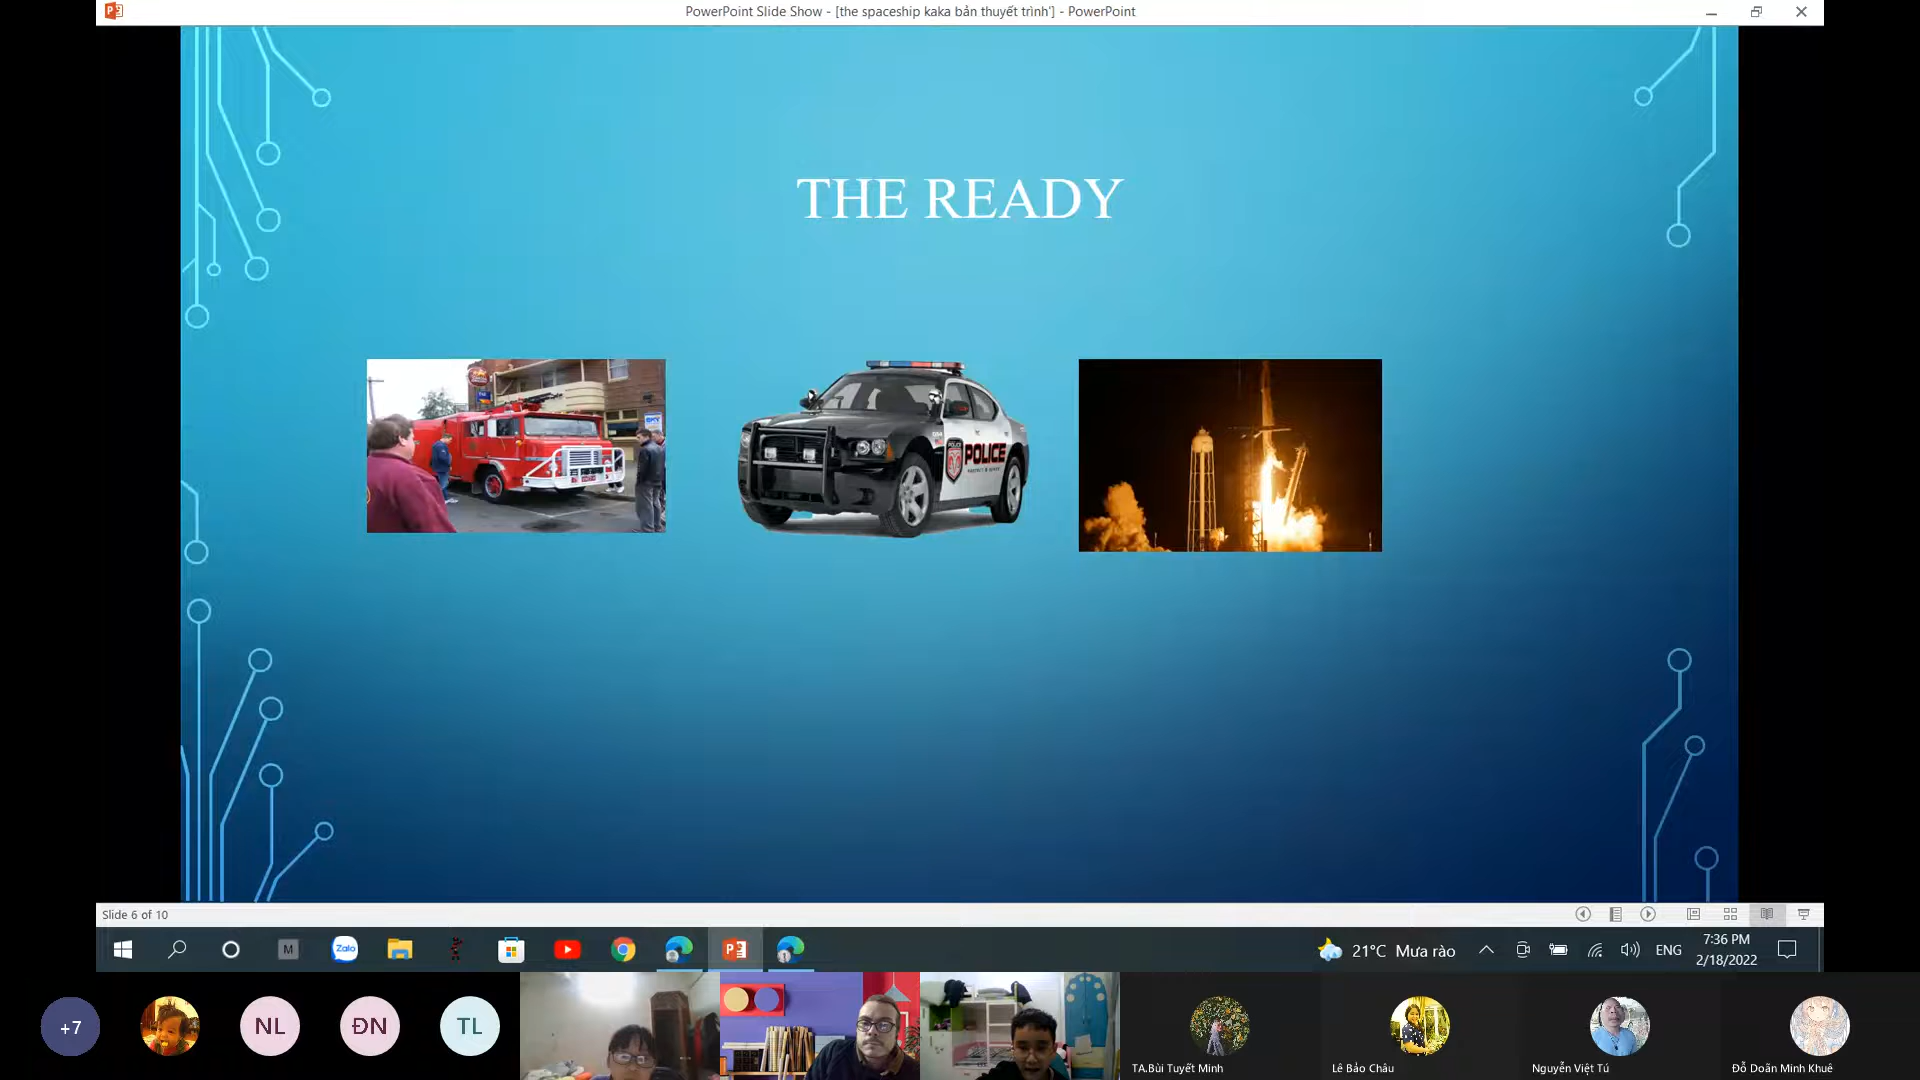 PowerPoint Slide Show - [the spaceship kaka bản thuyết trình'] - PowerPoint
THE READY
POLICE
Slide 6 of 10
M
Zalo
21°C Mưa rào
ENG
7:36 PM
2/18/2022
+7
NL
ĐN
TL
TA.Bùi Tuyết Minh
Lê Bảo Châu
Nguyễn Việt Tú
Đỗ Doãn Minh Khuê